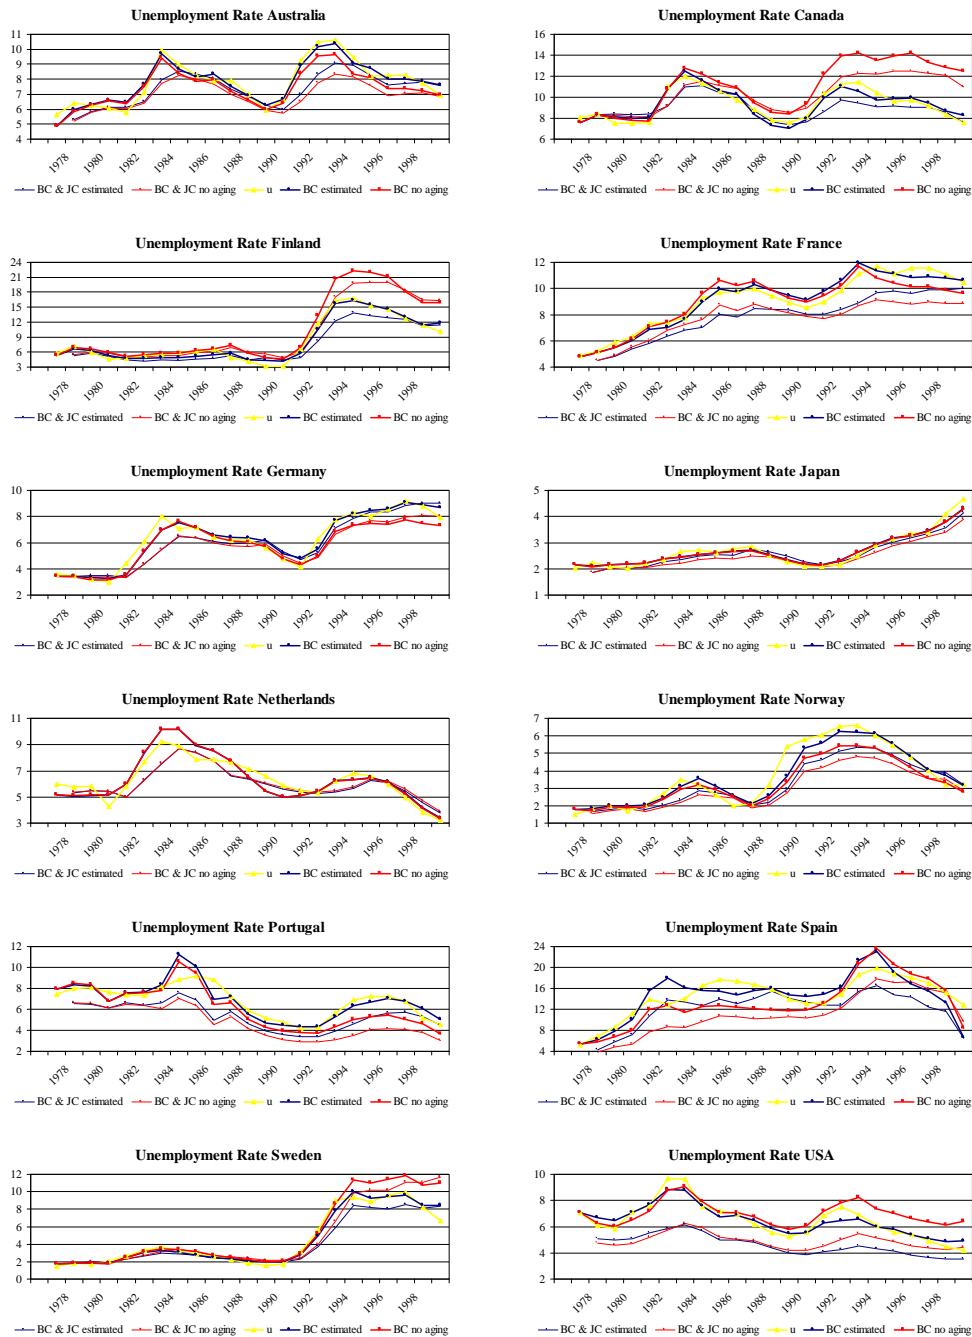 Unemployment Rate Australia
11
10
9
8
7
6
5
4
1978 1980 1982 1984 1986 1988 1990 1992 1994 1996 1998
BC & JC estimated BC & JC no aging u BC estimated BC no aging
Unemployment Rate Canada
16
14
12
10
8
6
1978 1980 1982 1984 1986 1988 1990 1992 1994 1996 1998
BC & JC estimated BC & JC no aging u BC estimated BC no aging
Unemployment Rate Finland
24
21
18
15
12
9
6
3
1978 1980 1982 1984 1986 1988 1990 1992 1994 1996 1998
BC & JC estimated BC & JC no aging u BC estimated BC no aging
Unemployment Rate France
12
10
8
6
4
1978 1980 1982 1984 1986 1988 1990 1992 1994 1996 1998
BC & JC estimated BC & JC no aging u BC estimated BC no aging
Unemployment Rate Germany
10
8
6
4
2
1978 1980 1982 1984 1986 1988 1990 1992 1994 1996 1998
BC & JC estimated BC & JC no aging u BC estimated BC no aging
Unemployment Rate Japan
5
4
3
2
1
1978 1980 1982 1984 1986 1988 1990 1992 1994 1996 1998
BC & JC estimated BC & JC no aging u BC estimated BC no aging
Unemployment Rate Netherlands
11
9
7
5
3
1978 1980 1982 1984 1986 1988 1990 1992 1994 1996 1998
BC & JC estimated BC & JC no aging u BC estimated BC no aging
Unemployment Rate Norway
7
6
5
4
3
2
1
1978 1980 1982 1984 1986 1988 1990 1992 1994 1996 1998
BC & JC estimated BC & JC no aging u BC estimated BC no aging
Unemployment Rate Portugal
12
10
8
6
4
2
1978 1980 1982 1984 1986 1988 1990 1992 1994 1996 1998
BC & JC estimated BC & JC no aging u BC estimated BC no aging
Unemployment Rate Spain
24
20
16
12
8
4
1978 1980 1982 1984 1986 1988 1990 1992 1994 1996 1998
BC & JC estimated BC & JC no aging u BC estimated BC no aging
Unemployment Rate Sweden
12
10
8
6
4
2
0
1978 1980 1982 1984 1986 1988 1990 1992 1994 1996 1998
BC & JC estimated BC & JC no aging u BC estimated BC no aging
Unemployment Rate USA
10
8
6
4
2
1978 1980 1982 1984 1986 1988 1990 1992 1994 1996 1998
BC & JC estimated BC & JC no aging u BC estimated BC no aging